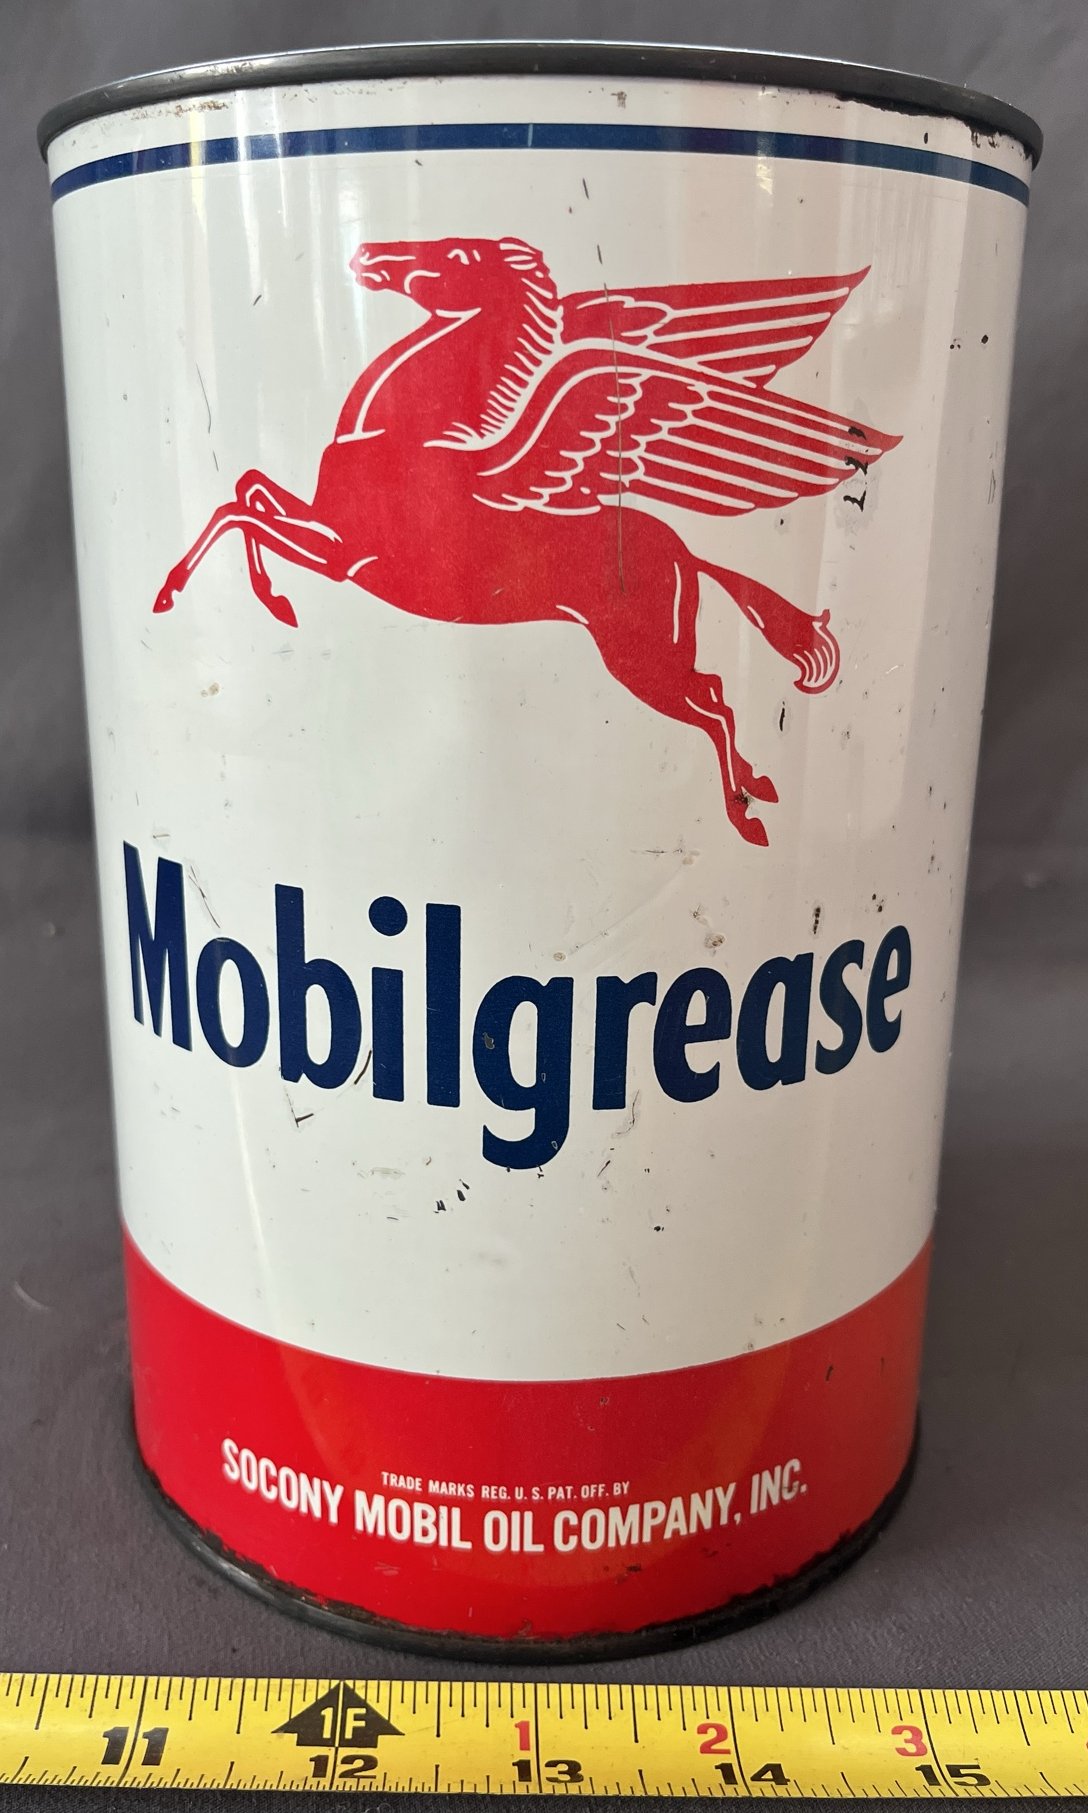 Mobilgrease
TRADE MARKS REG. U. S. PAT. OFF. BY
SOCONY MOBIL OIL COMPANY, INC.
1F 1 2 3
11 12 13 14 15